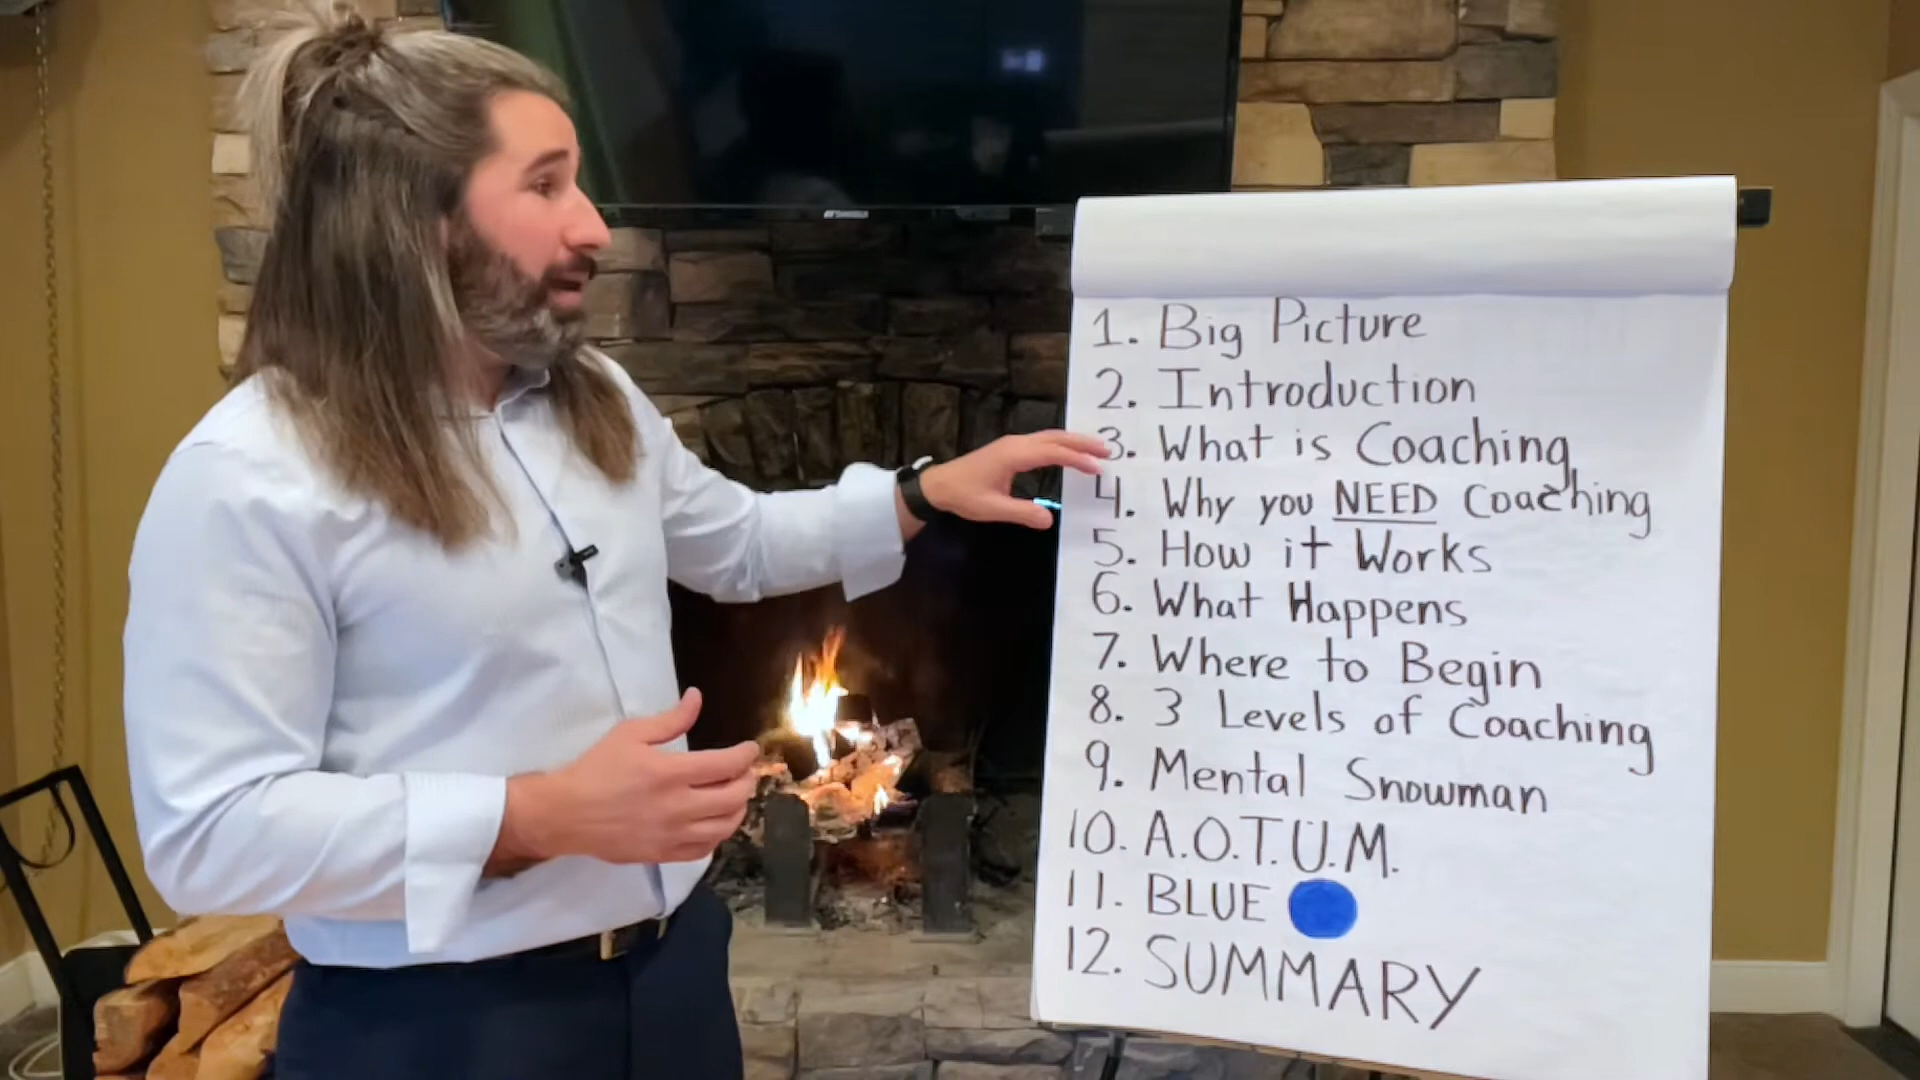 1. Big Picture
2. Introduction
3. What is Coaching
4. Why you NEED Coaching
5. How it Works
6. What Happens
7. Where to Begin
8. 3 Levels of Coaching
9. Mental Snowman
10. A.O.T.U.M.
11. BLUE
12. SUMMARY